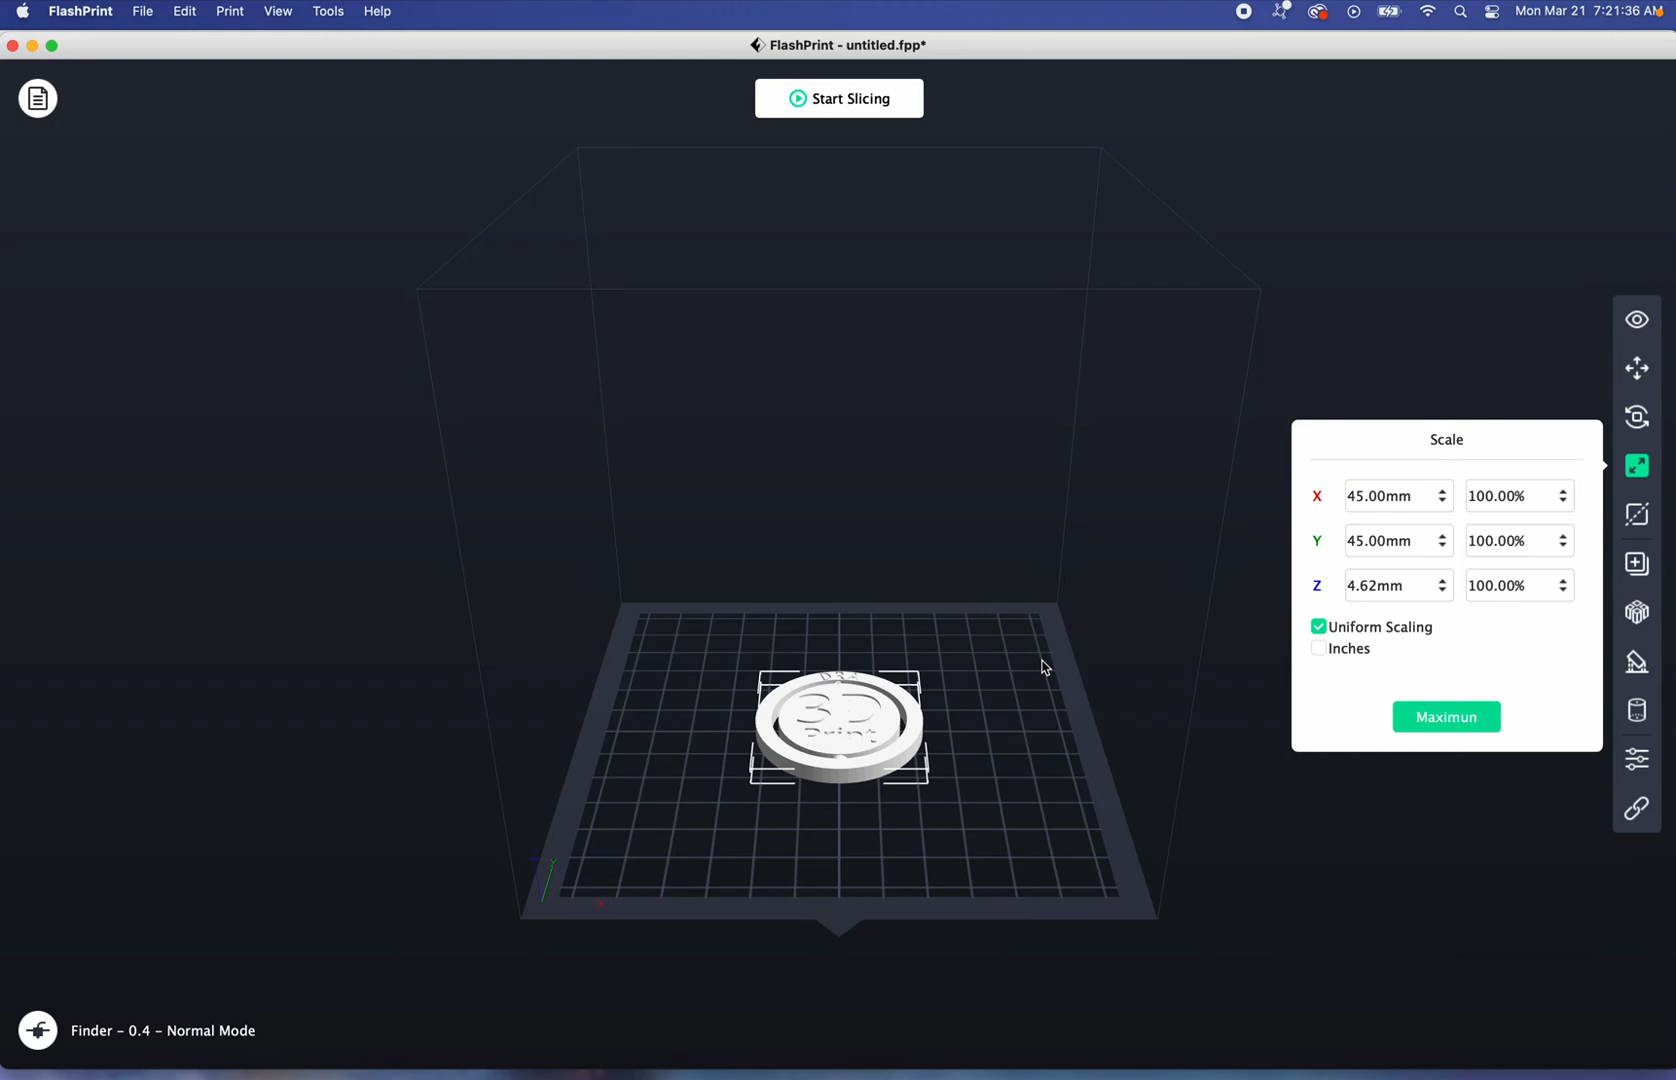 FlashPrint File Edit Print View Tools Help Mon Mar 21 7:21:36 AM
FlashPrint - untitled.fpp*
Start Slicing
Scale
X 45.00mm 100.00%
Y 45.00mm 100.00%
Z 4.62mm 100.00%
Uniform Scaling
Inches
Maximun
3D
Print
Y
X
Finder - 0.4 - Normal Mode